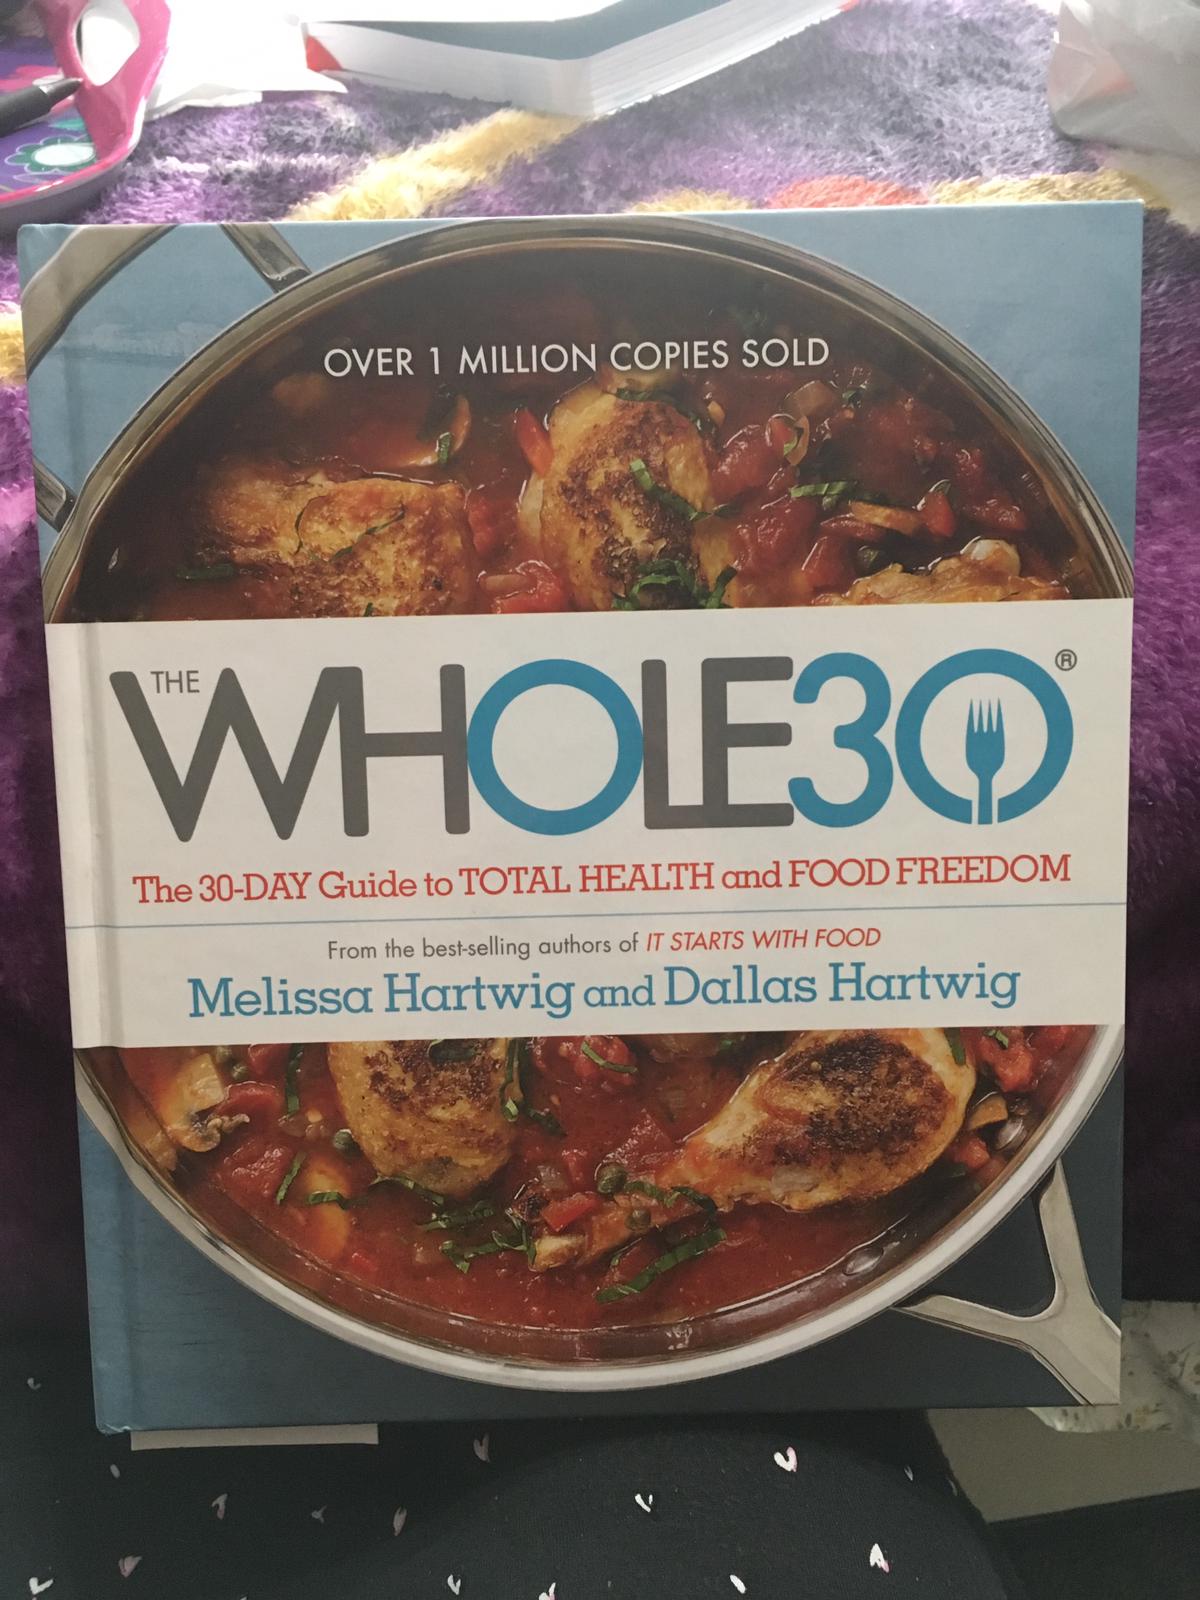 OVER 1 MILLION COPIES SOLD
THE
WHOLE30®
The 30-DAY Guide to TOTAL HEALTH and FOOD FREEDOM
From the best-selling authors of IT STARTS WITH FOOD
Melissa Hartwig and Dallas Hartwig